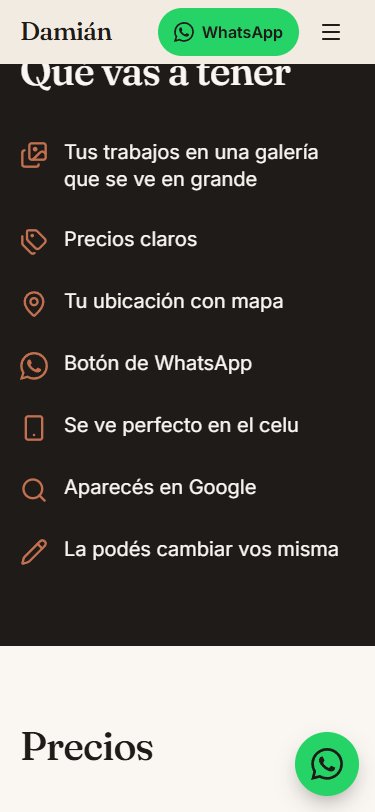 Damián
WhatsApp
Qué vas a tener
Tus trabajos en una galería
que se ve en grande
Precios claros
Tu ubicación con mapa
Botón de WhatsApp
Se ve perfecto en el celu
Aparecés en Google
La podés cambiar vos misma
Precios